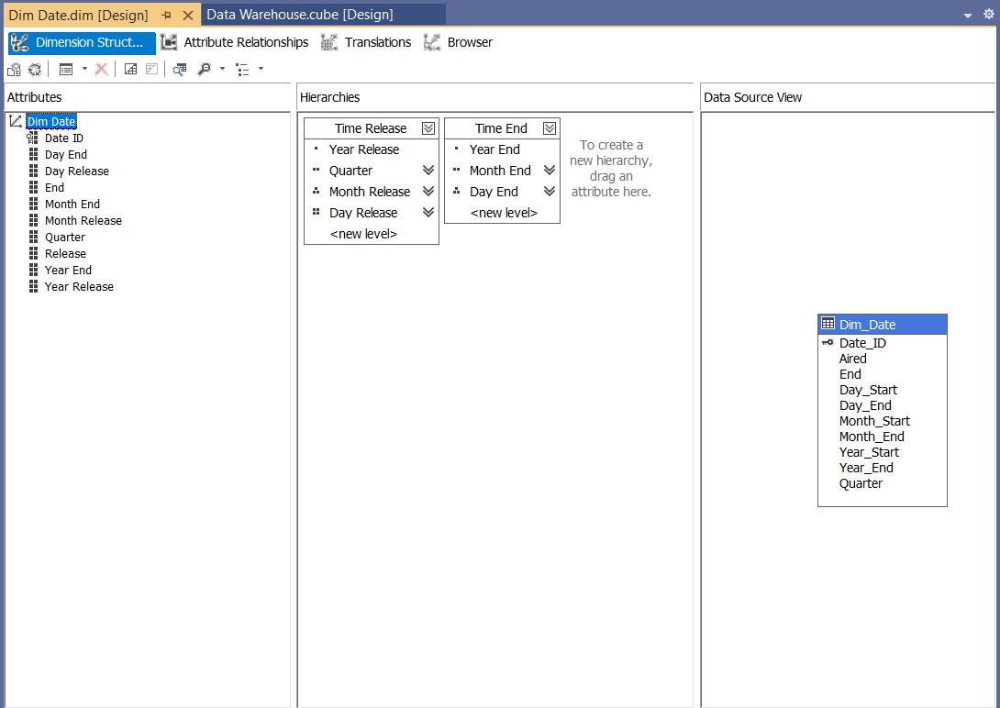 Dim Date.dim [Design]
Data Warehouse.cube [Design]
Dimension Struct...
Attribute Relationships
Translations
Browser
Attributes
Dim Date
Date ID
Day End
Day Release
End
Month End
Month Release
Quarter
Release
Year End
Year Release
Hierarchies
Time Release
Year Release
Quarter
Month Release
Day Release
<new level>
Time End
Year End
Month End
Day End
<new level>
To create a
new hierarchy,
drag an
attribute here.
Data Source View
Dim_Date
Date_ID
Aired
End
Day_Start
Day_End
Month_Start
Month_End
Year_Start
Year_End
Quarter